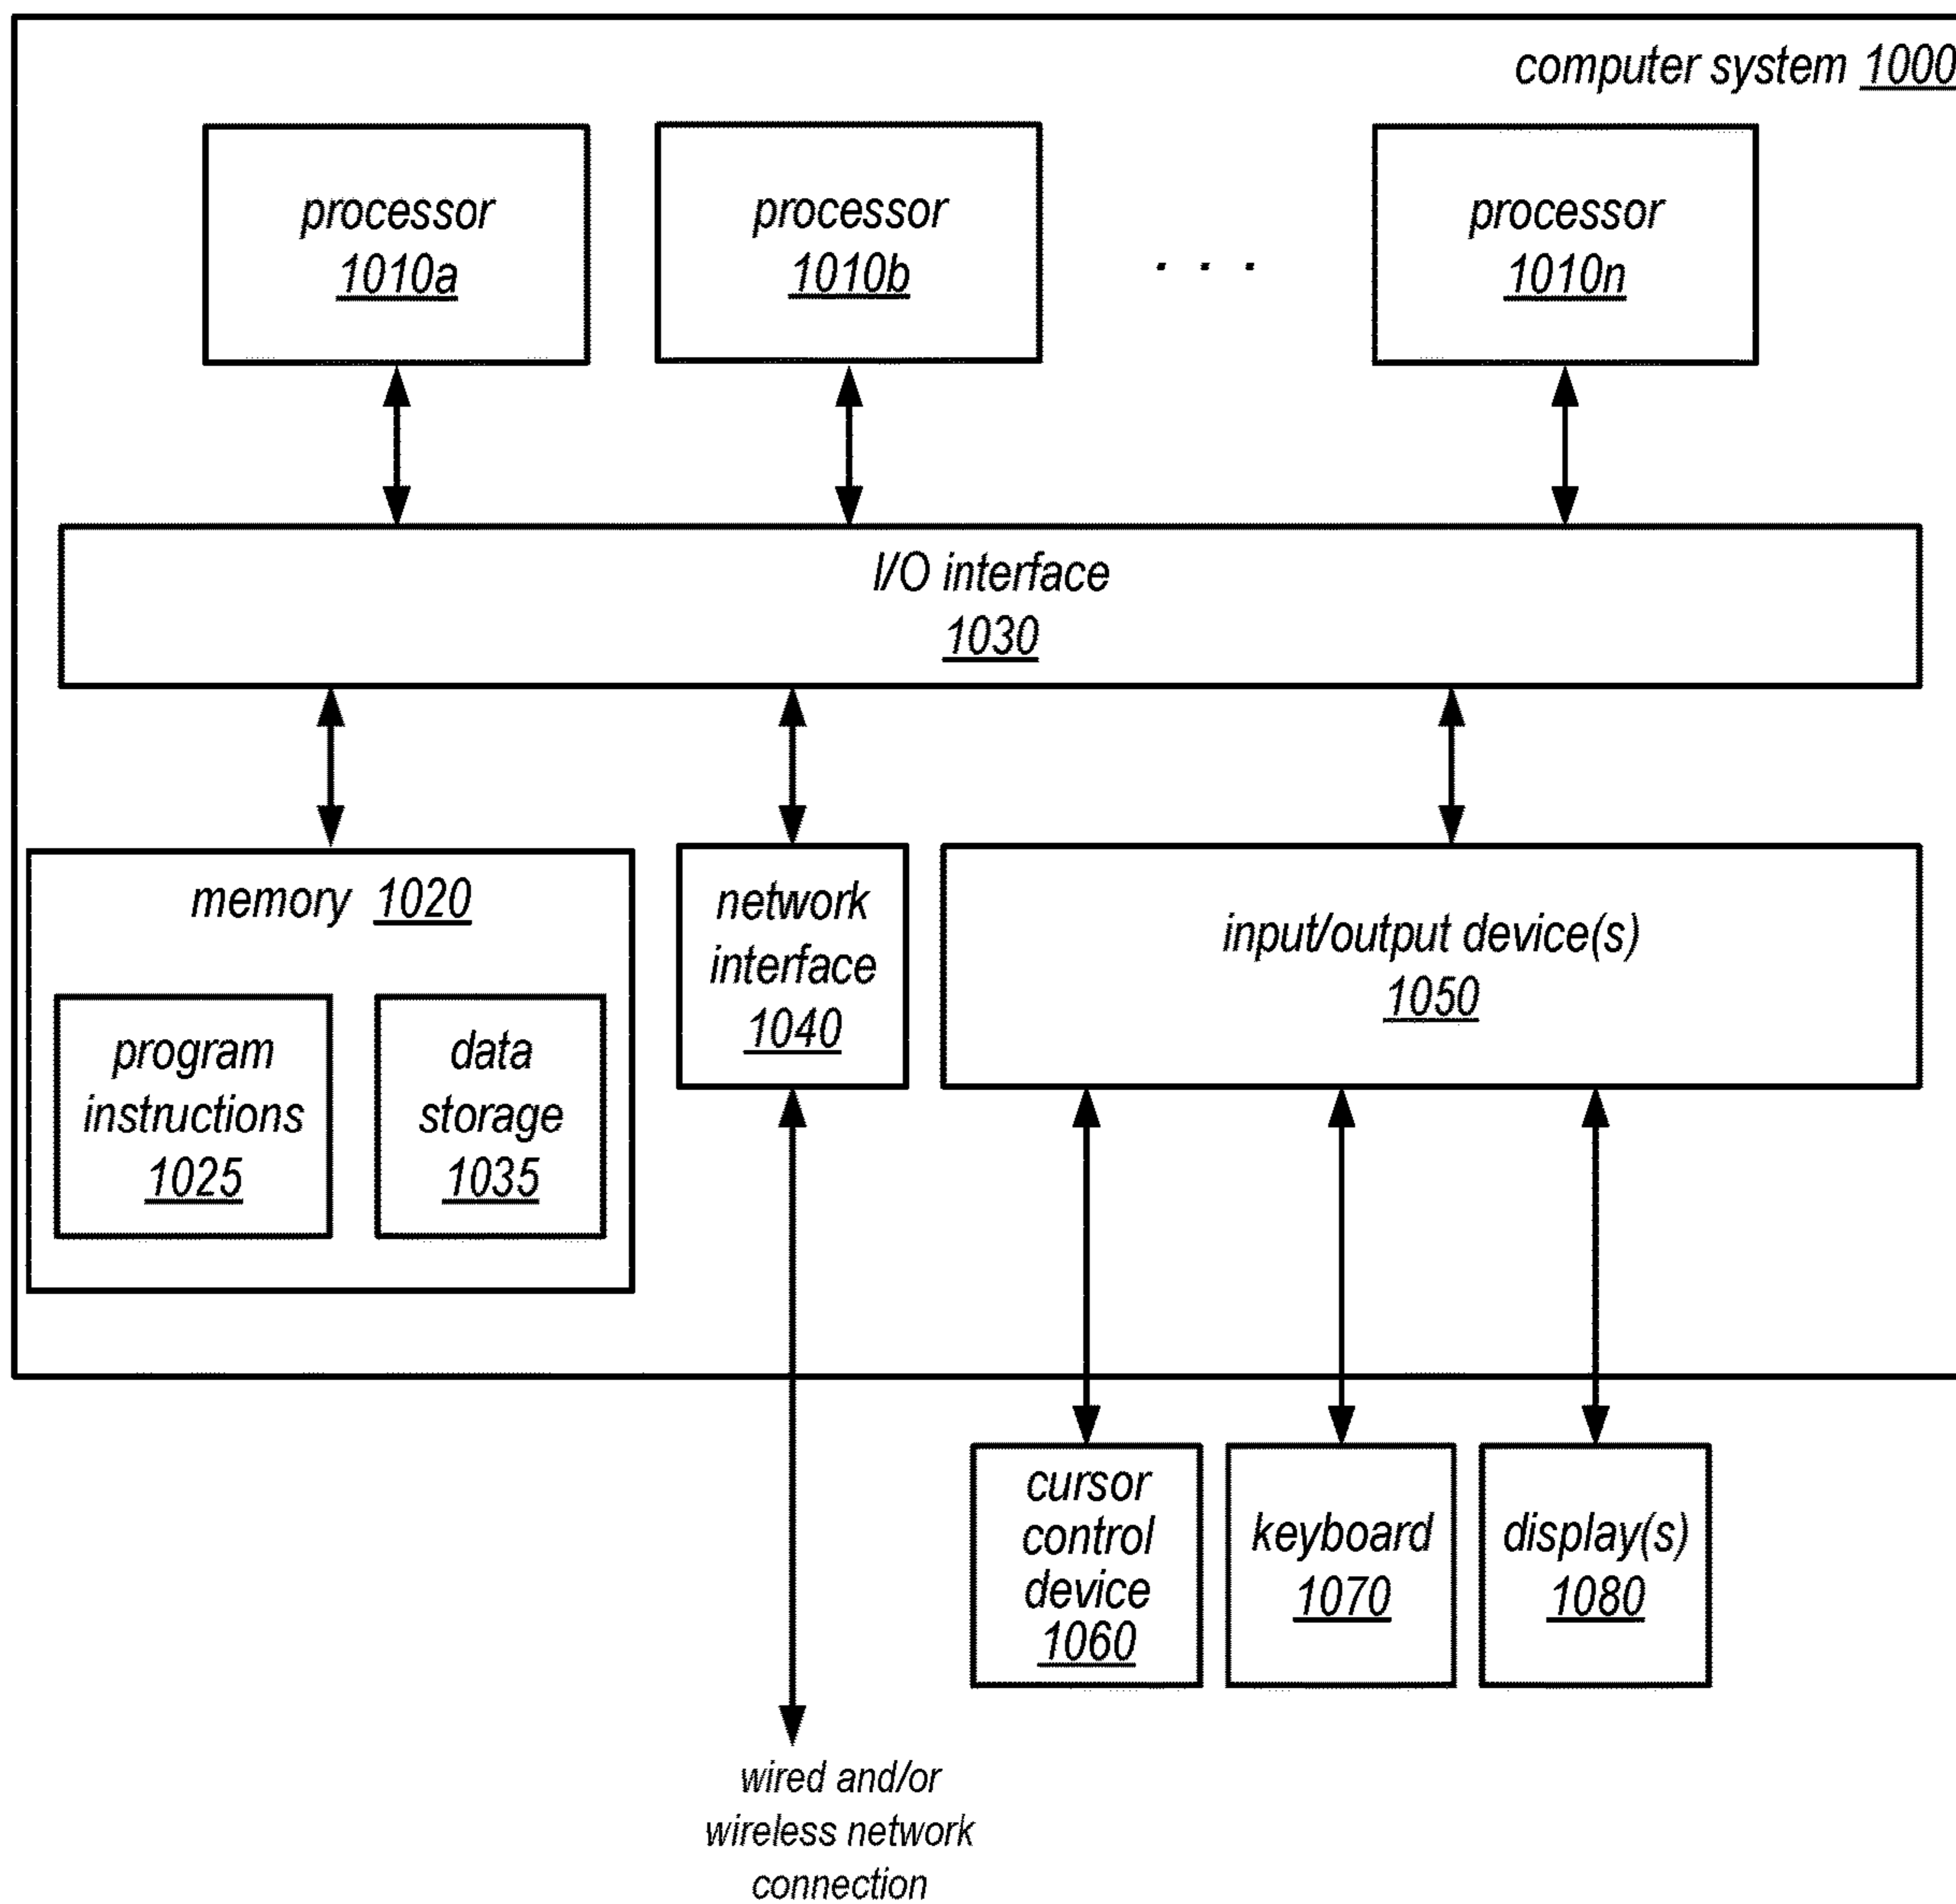 computer system 1000
processor
1010a
processor
1010b
. . .
processor
1010n
I/O interface
1030
memory 1020
program
instructions
1025
data
storage
1035
network
interface
1040
input/output device(s)
1050
cursor
control
device
1060
keyboard
1070
display(s)
1080
wired and/or
wireless network
connection